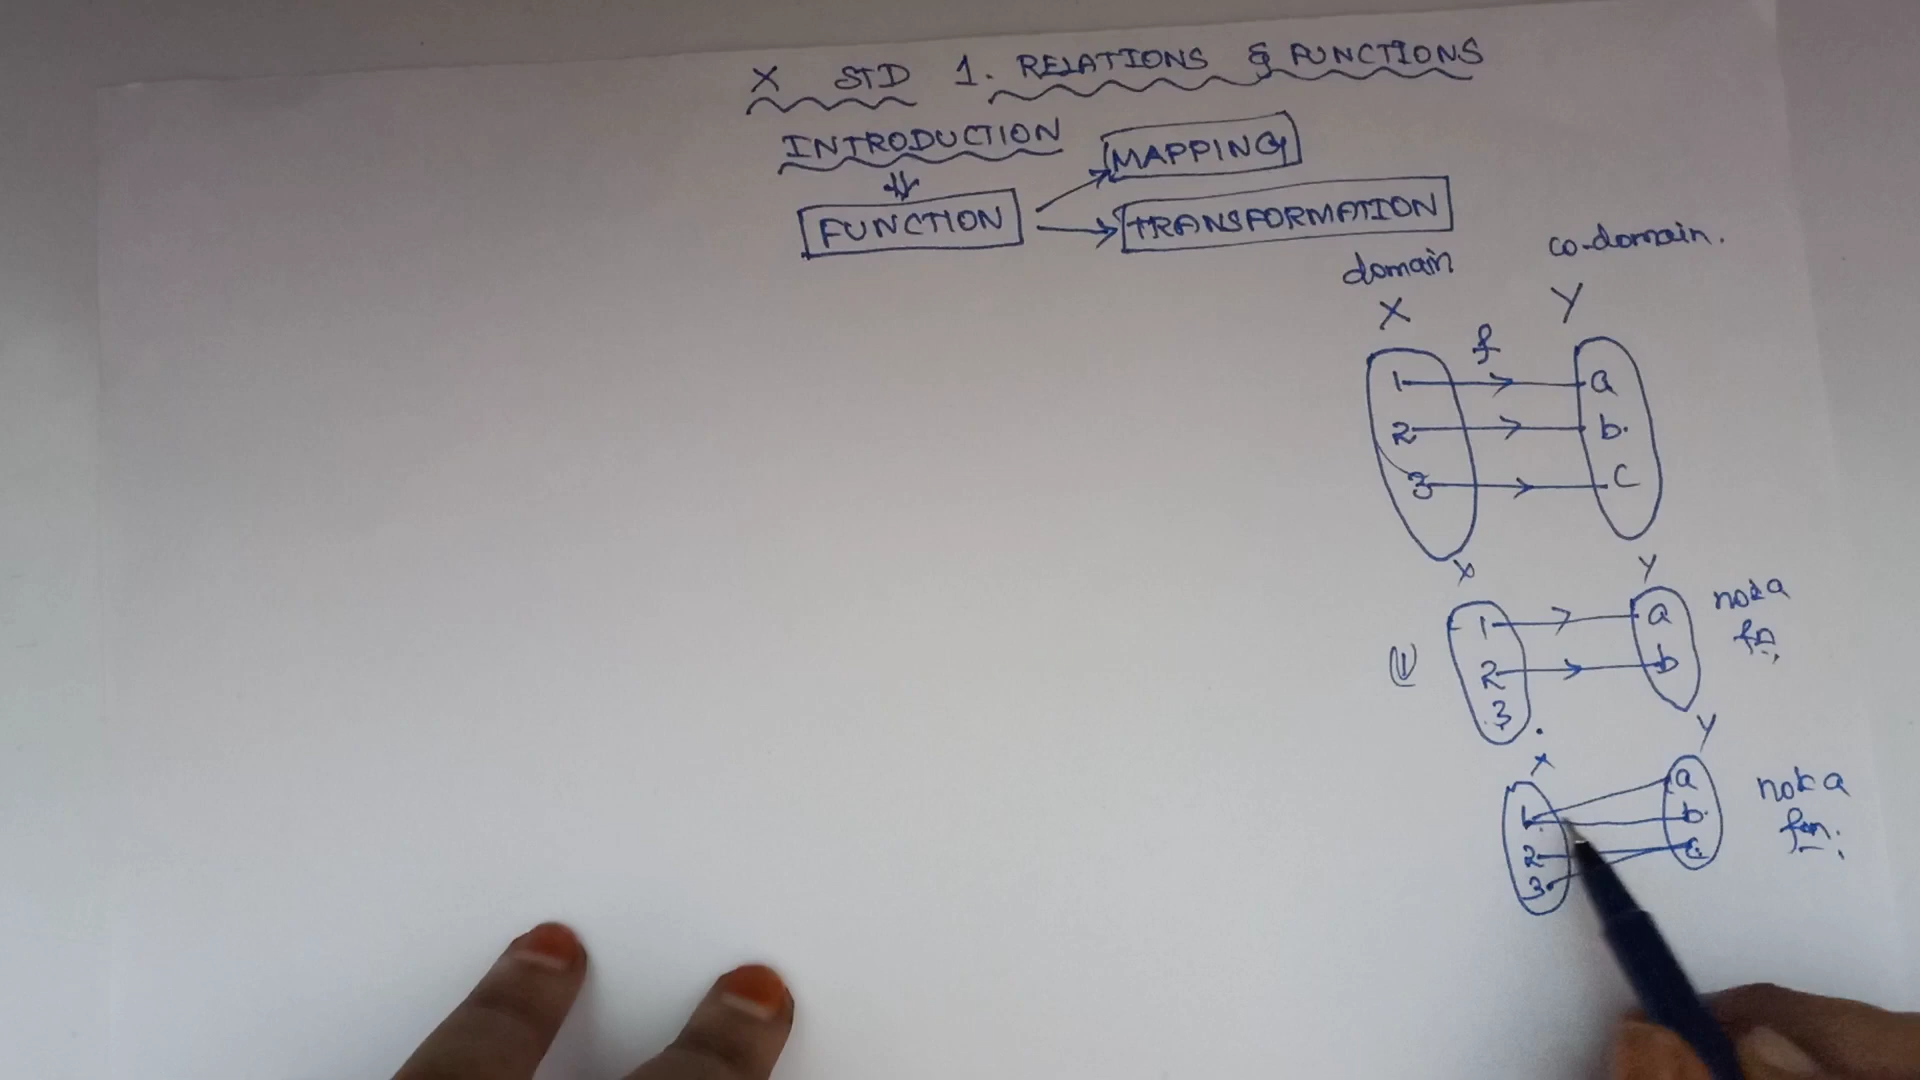 X STD 1. RELATIONS & FUNCTIONS
INTRODUCTION
MAPPING
FUNCTION
TRANSFORMATION
domain co-domain.
X Y
f
1 a
2 b.
3 c
X Y
1 a
not a
fn.
2 b
3
X Y
1 a
not a
b.
fn.
2 c
3